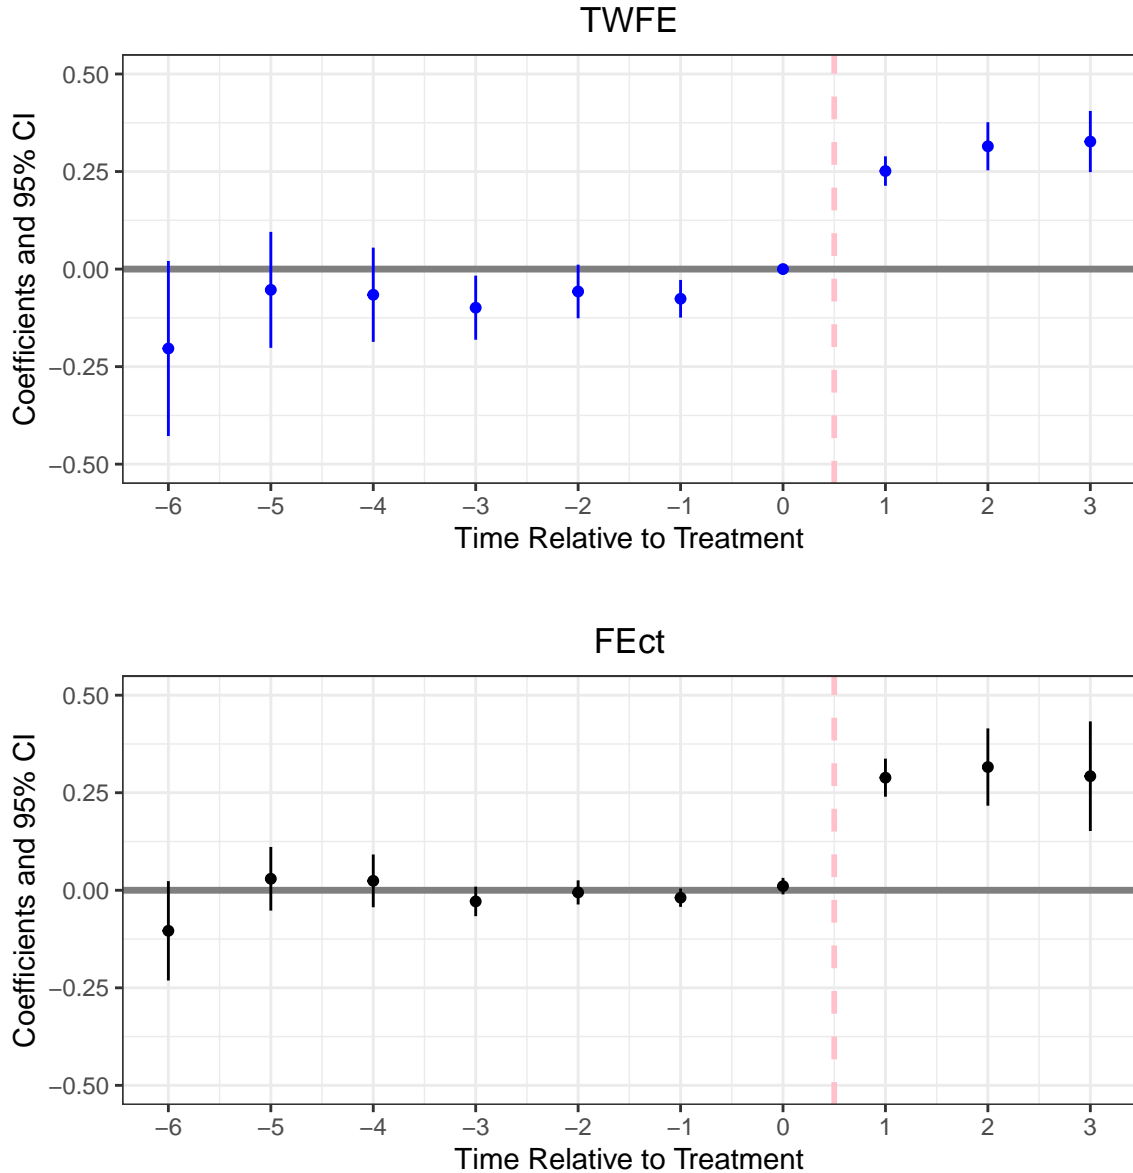 TWFE
Coefficients and 95% CI
0.50
0.25
0.00
−0.25
−0.50
−6 −5 −4 −3 −2 −1 0 1 2 3
Time Relative to Treatment
FEct
Coefficients and 95% CI
0.50
0.25
0.00
−0.25
−0.50
−6 −5 −4 −3 −2 −1 0 1 2 3
Time Relative to Treatment